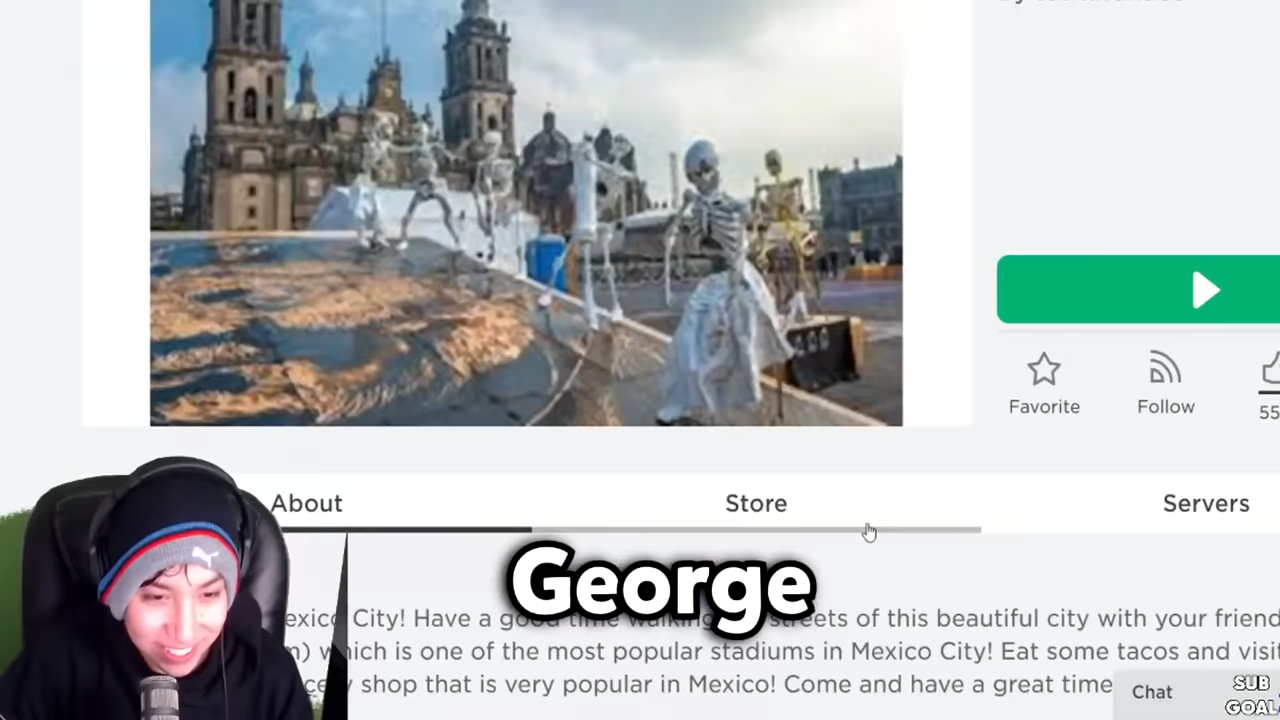 Favorite
Follow
55
About
Store
Servers
George
exico City! Have a good time walking streets of this beautiful city with your friend
m) which is one of the most popular stadiums in Mexico City! Eat some tacos and visit
shop that is very popular in Mexico! Come and have a great time
Chat
SUB
GOAL